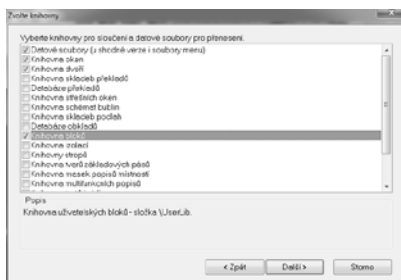 Zvolte knihovny
Vyberte knihovny pro sloučení a datové soubory pro přenesení.
Datové soubory (u shodné verze i soubory menu)
Knihovna oken
Knihovna dveří
Knihovna skladeb překladů
Databáze překladů
Knihovna střešních oken
Knihovna schémat bublin
Knihovna skladeb podlah
Databáze obkladů
Knihovna bloků
Knihovna izolací
Knihovny stropů
Knihovna tvarů základových pásů
Knihovna masek popisů místností
Knihovna multifunkčních popisů
Popis
Knihovna uživatelských bloků - složka \UserLib.
< Zpět
Další >
Storno